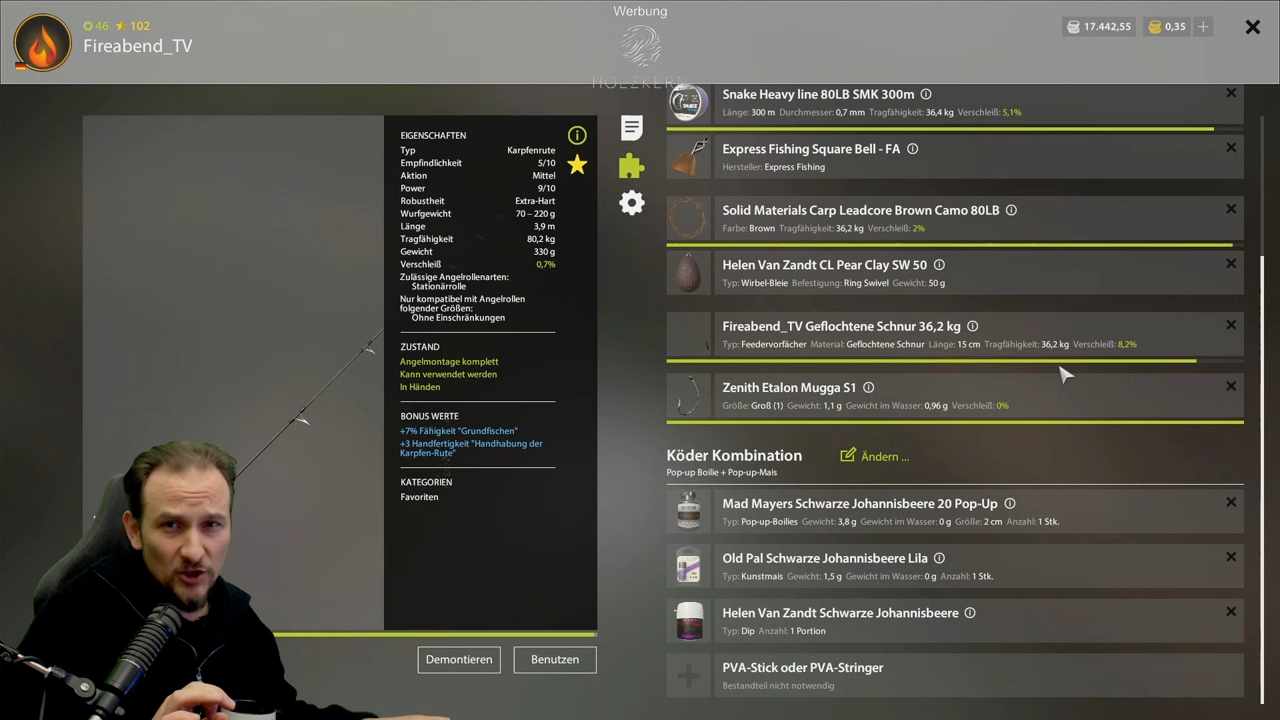 46 102
Fireabend_TV
Werbung
HOLZKERN
17.442,55
0,35
EIGENSCHAFTEN
Typ Karpfenrute
Empfindlichkeit 5/10
Aktion Mittel
Power 9/10
Robustheit Extra-Hart
Wurfgewicht 70 – 220 g
Länge 3,9 m
Tragfähigkeit 80,2 kg
Gewicht 330 g
Verschleiß 0,7%
Zulässige Angelrollenarten:
Stationärrolle
Nur kompatibel mit Angelrollen
folgender Größen:
Ohne Einschränkungen
ZUSTAND
Angelmontage komplett
Kann verwendet werden
In Händen
BONUS WERTE
+7% Fähigkeit "Grundfischen"
+3 Handfertigkeit "Handhabung der
Karpfen-Rute"
KATEGORIEN
Favoriten
Demontieren
Benutzen
Snake Heavy line 80LB SMK 300m
Länge: 300 m Durchmesser: 0,7 mm Tragfähigkeit: 36,4 kg Verschleiß: 5,1%
Express Fishing Square Bell - FA
Hersteller: Express Fishing
Solid Materials Carp Leadcore Brown Camo 80LB
Farbe: Brown Tragfähigkeit: 36,2 kg Verschleiß: 2%
Helen Van Zandt CL Pear Clay SW 50
Typ: Wirbel-Bleie Befestigung: Ring Swivel Gewicht: 50 g
Fireabend_TV Geflochtene Schnur 36,2 kg
Typ: Feedervorfächer Material: Geflochtene Schnur Länge: 15 cm Tragfähigkeit: 36,2 kg Verschleiß: 8,2%
Zenith Etalon Mugga S1
Größe: Groß (1) Gewicht: 1,1 g Gewicht im Wasser: 0,96 g Verschleiß: 0%
Köder Kombination
Ändern ...
Pop-up Boilie + Pop-up-Mais
Mad Mayers Schwarze Johannisbeere 20 Pop-Up
Typ: Pop-up-Boilies Gewicht: 3,8 g Gewicht im Wasser: 0 g Größe: 2 cm Anzahl: 1 Stk.
Old Pal Schwarze Johannisbeere Lila
Typ: Kunstmais Gewicht: 1,5 g Gewicht im Wasser: 0 g Anzahl: 1 Stk.
Helen Van Zandt Schwarze Johannisbeere
Typ: Dip Anzahl: 1 Portion
PVA-Stick oder PVA-Stringer
Bestandteil nicht notwendig